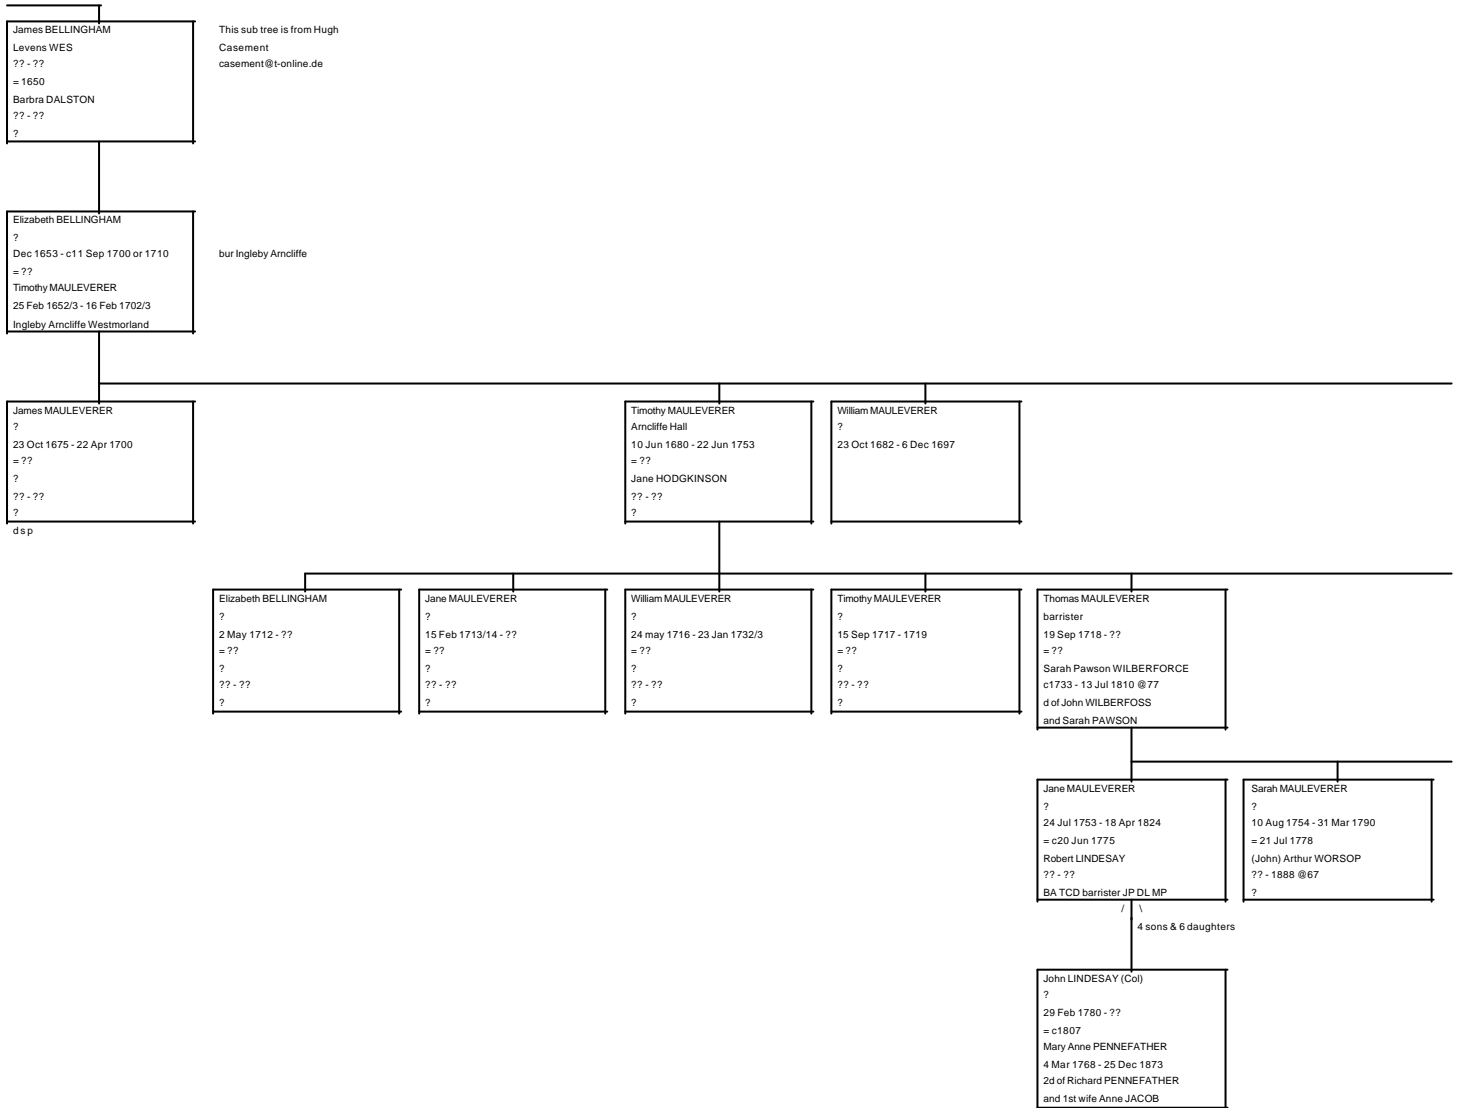 James BELLINGHAM
Levens WES
?? - ??
= 1650
Barbra DALSTON
?? - ??
?
This sub tree is from Hugh
Casement
casement@t-online.de
Elizabeth BELLINGHAM
?
Dec 1653 - c11 Sep 1700 or 1710
= ??
Timothy MAULEVERER
25 Feb 1652/3 - 16 Feb 1702/3
Ingleby Arncliffe Westmorland
bur Ingleby Arncliffe
James MAULEVERER
?
23 Oct 1675 - 22 Apr 1700
= ??
?
?? - ??
?
d s p
Timothy MAULEVERER
Arncliffe Hall
10 Jun 1680 - 22 Jun 1753
= ??
Jane HODGKINSON
?? - ??
?
William MAULEVERER
?
23 Oct 1682 - 6 Dec 1697
Elizabeth BELLINGHAM
?
2 May 1712 - ??
= ??
?
?? - ??
?
Jane MAULEVERER
?
15 Feb 1713/14 - ??
= ??
?
?? - ??
?
William MAULEVERER
?
24 may 1716 - 23 Jan 1732/3
= ??
?
?? - ??
?
Timothy MAULEVERER
?
15 Sep 1717 - 1719
= ??
?
?? - ??
?
Thomas MAULEVERER
barrister
19 Sep 1718 - ??
= ??
Sarah Pawson WILBERFORCE
c1733 - 13 Jul 1810 @77
d of John WILBERFOSS
and Sarah PAWSON
Jane MAULEVERER
?
24 Jul 1753 - 18 Apr 1824
= c20 Jun 1775
Robert LINDESAY
?? - ??
BA TCD barrister JP DL MP
/ \
4 sons & 6 daughters
Sarah MAULEVERER
?
10 Aug 1754 - 31 Mar 1790
= 21 Jul 1778
(John) Arthur WORSOP
?? - 1888 @67
?
John LINDESAY (Col)
?
29 Feb 1780 - ??
= c1807
Mary Anne PENNEFATHER
4 Mar 1768 - 25 Dec 1873
2d of Richard PENNEFATHER
and 1st wife Anne JACOB